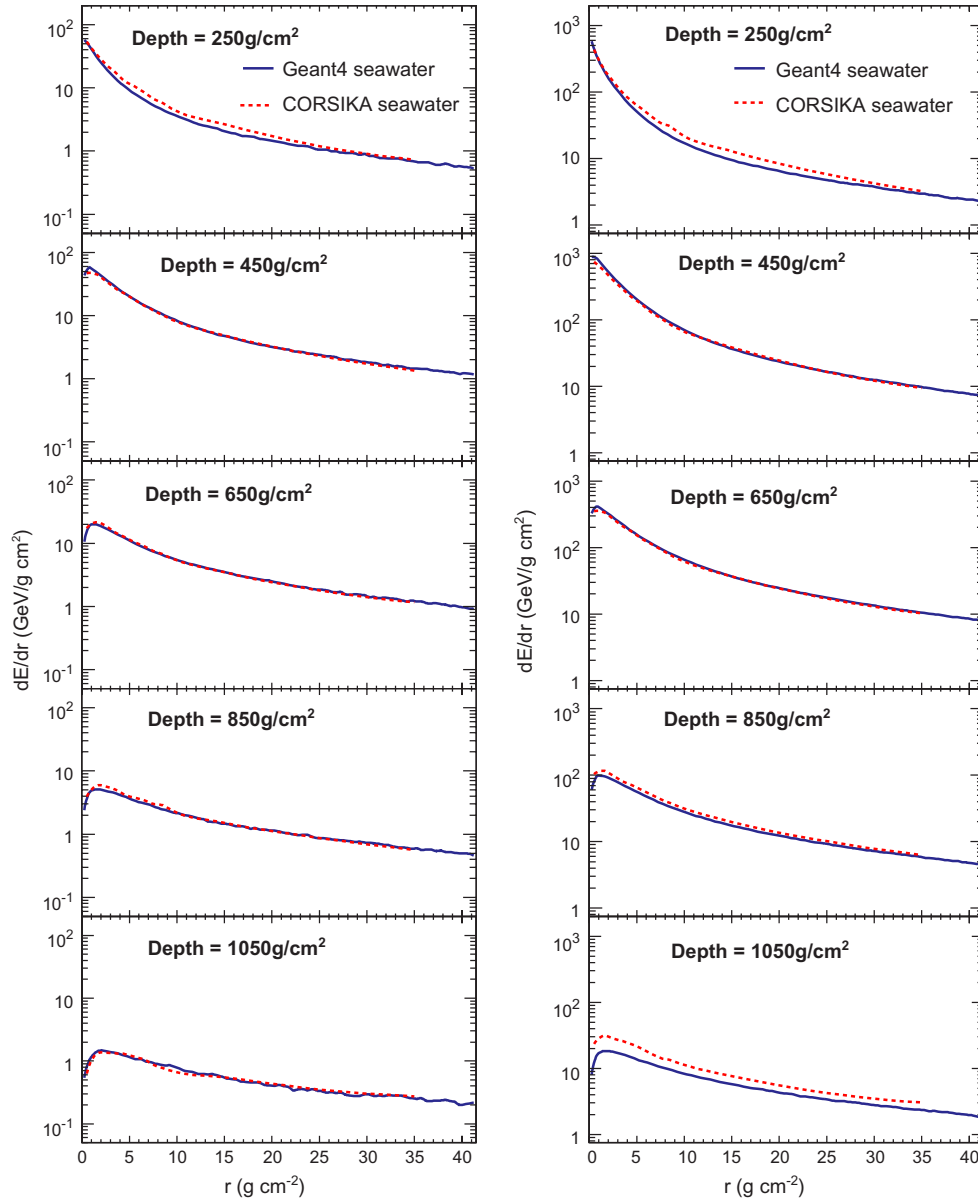 10²
10
1
10⁻¹
Depth = 250g/cm²
Geant4 seawater
CORSIKA seawater
10²
10
1
10⁻¹
Depth = 450g/cm²
10²
10
1
10⁻¹
Depth = 650g/cm²
dE/dr (GeV/g cm²)
10²
10
1
10⁻¹
Depth = 850g/cm²
10²
10
1
10⁻¹
Depth = 1050g/cm²
0 5 10 15 20 25 30 35 40
r (g cm⁻²)
10³
10²
10
1
Depth = 250g/cm²
Geant4 seawater
CORSIKA seawater
10³
10²
10
1
Depth = 450g/cm²
10³
10²
10
1
Depth = 650g/cm²
dE/dr (GeV/g cm²)
10³
10²
10
1
Depth = 850g/cm²
10³
10²
10
1
Depth = 1050g/cm²
0 5 10 15 20 25 30 35 40
r (g cm⁻²)